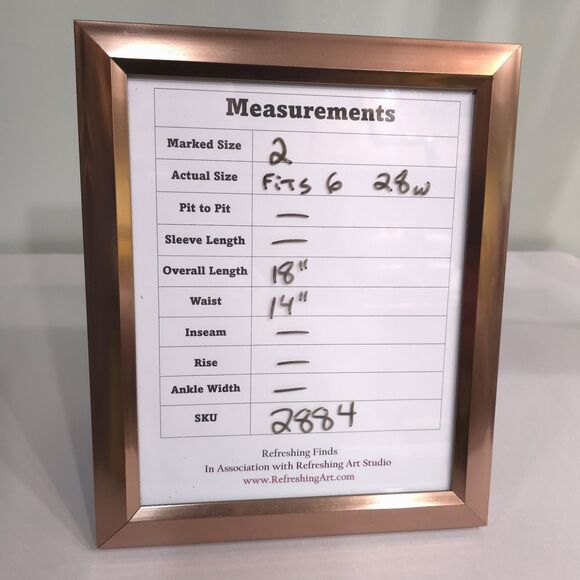 Measurements
Marked Size 2
Actual Size FiTS 6 28w
Pit to Pit —
Sleeve Length —
Overall Length 18"
Waist 14"
Inseam —
Rise —
Ankle Width —
SKU 2884
Refreshing Finds
In Association with Refreshing Art Studio
www.RefreshingArt.com